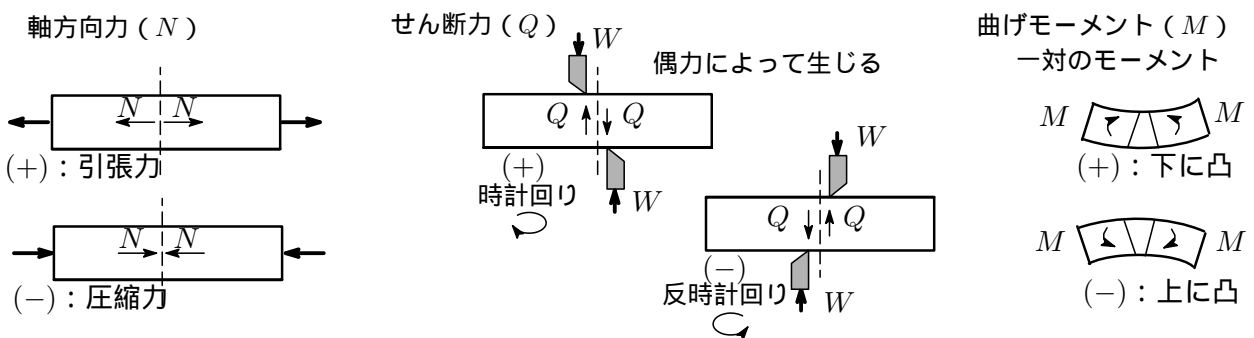 軸方向力（N）
N N
(+)：引張力
N N
(−)：圧縮力
せん断力（Q）
W
偶力によって生じる
Q Q
(+)
時計回り
W
W
Q Q
(−)
反時計回り
W
曲げモーメント（M）
一対のモーメント
M M
(+)：下に凸
M M
(−)：上に凸